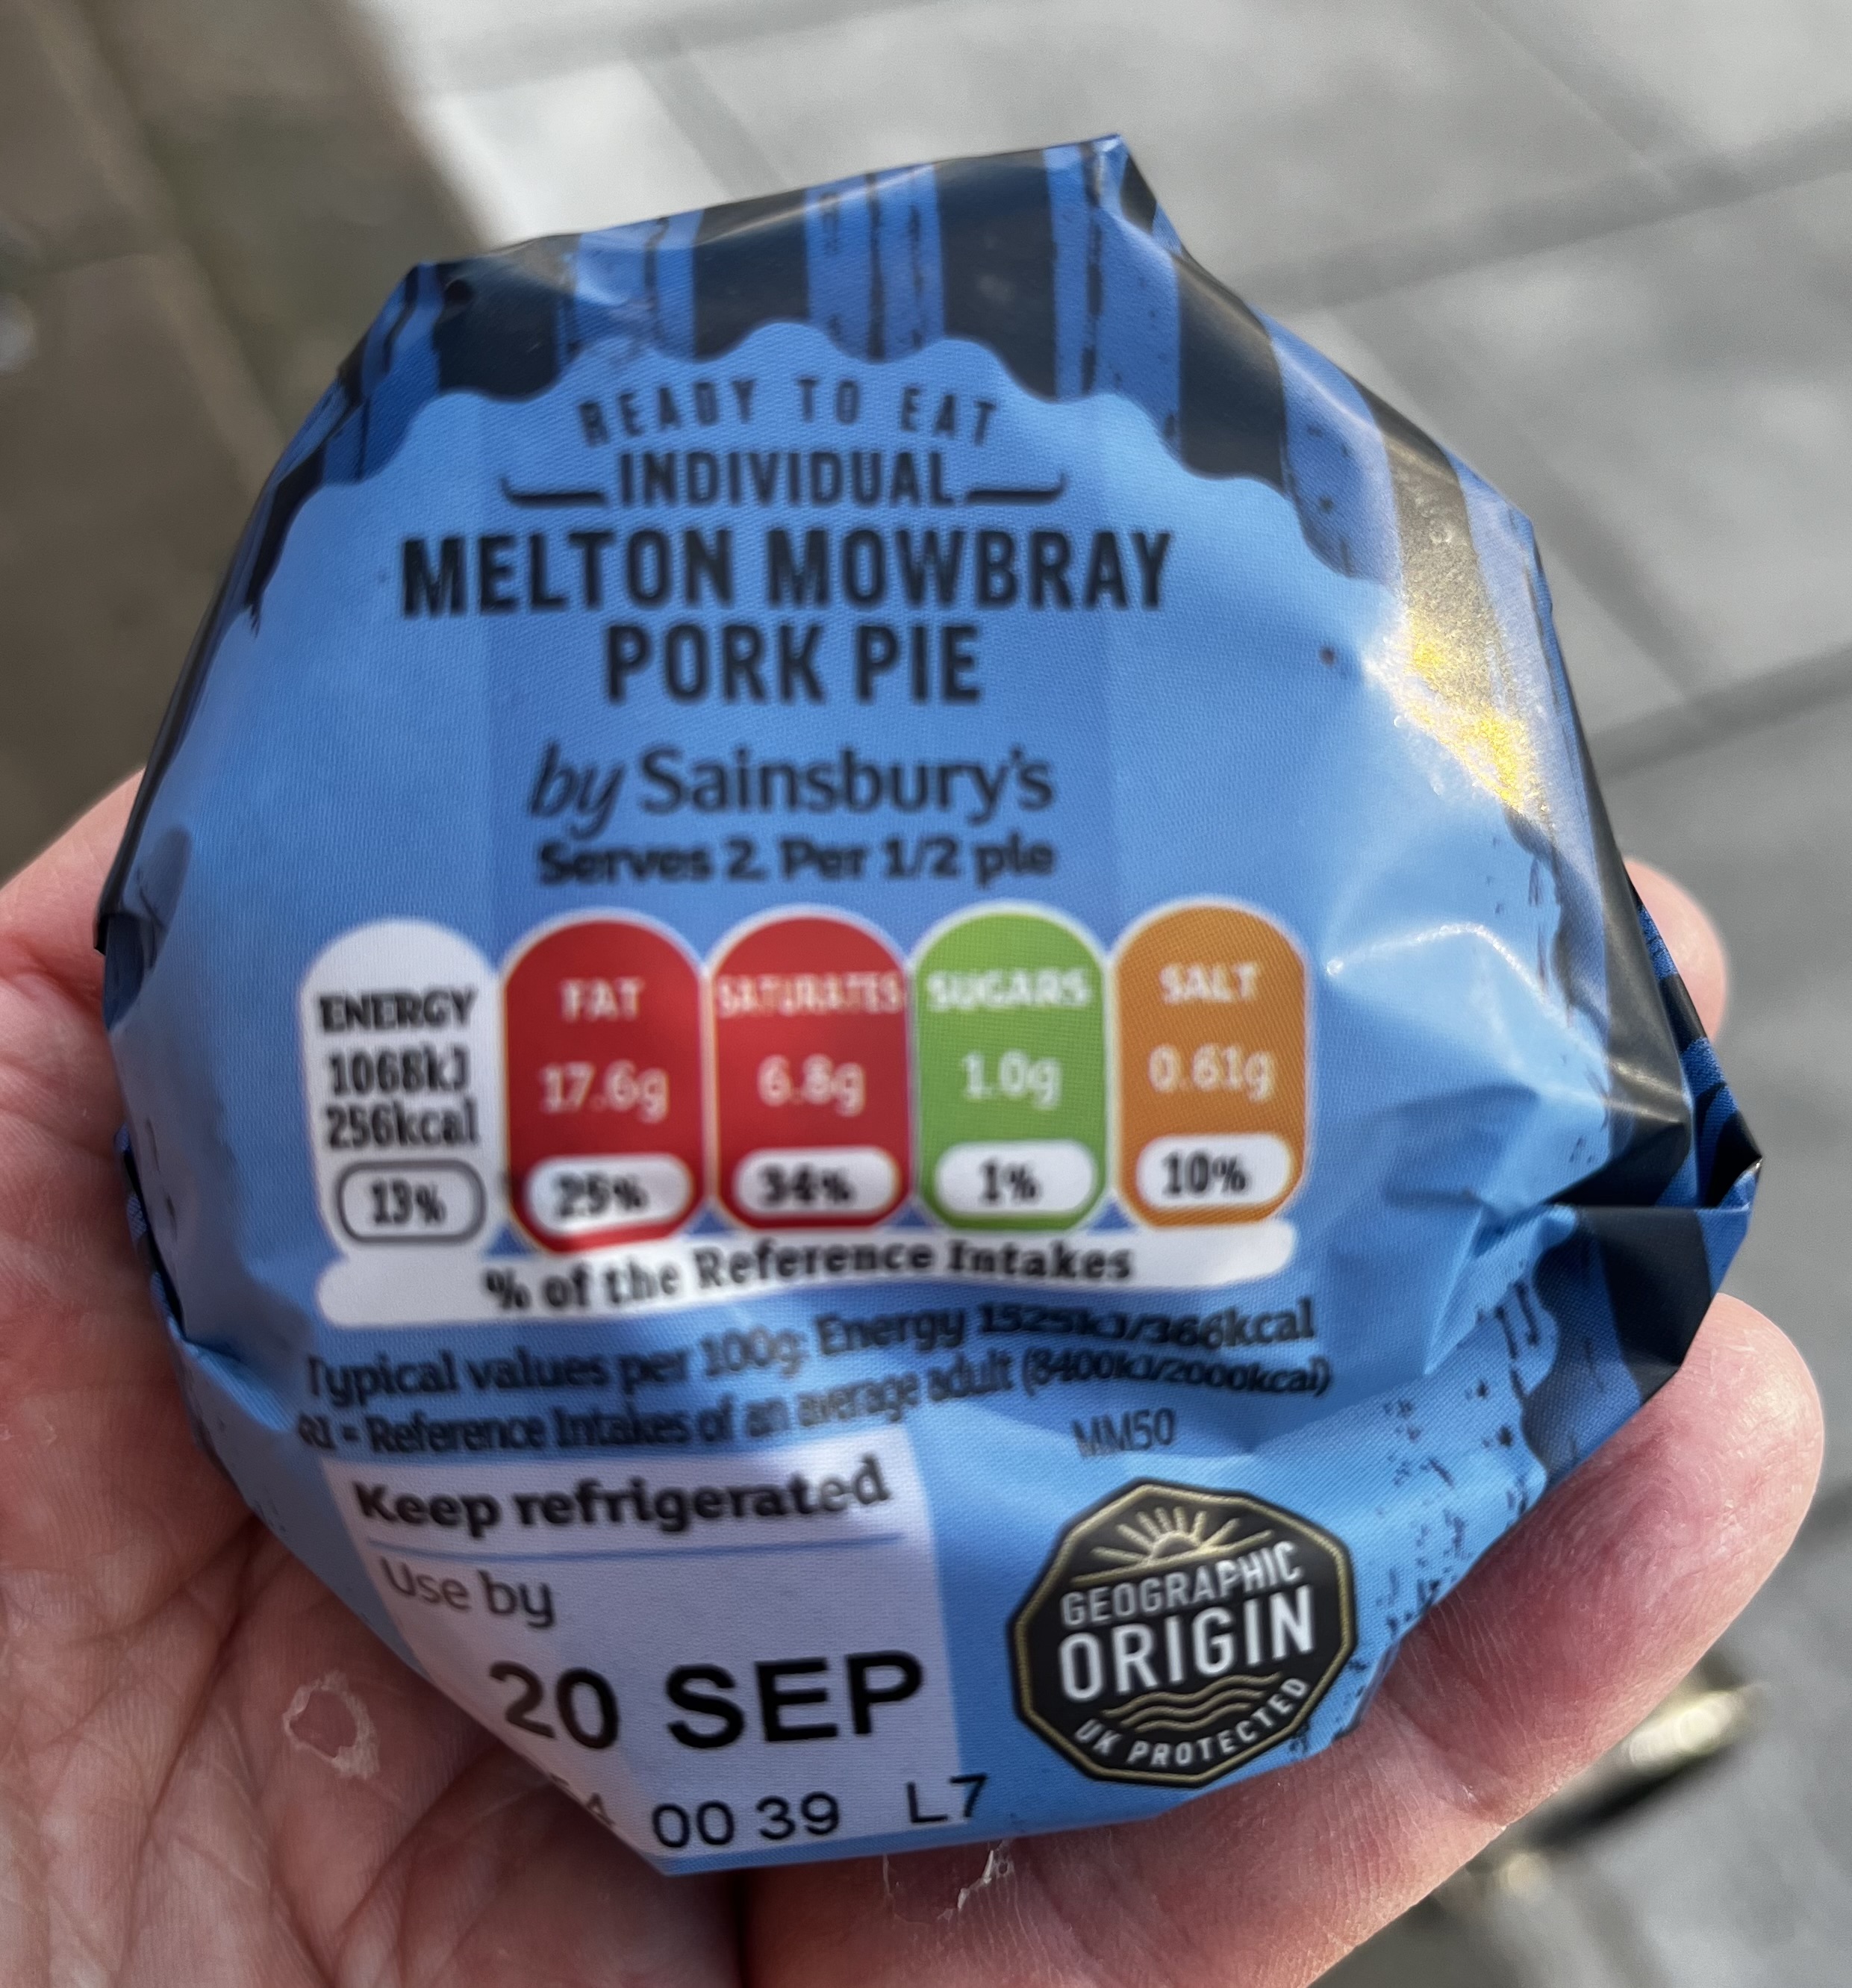 READY TO EAT
INDIVIDUAL
MELTON MOWBRAY
PORK PIE
by Sainsbury's
Serves 2. Per 1/2 pie
ENERGY
1068kJ
256kcal
13%
FAT
17.6g
25%
SATURATES
6.8g
34%
SUGARS
1.0g
1%
SALT
0.61g
10%
% of the Reference Intakes
Typical values per 100g: Energy 1525kJ/366kcal
RI = Reference Intakes of an average adult (8400kJ/2000kcal)
MM50
Keep refrigerated
Use by
20 SEP
00 39 L7
GEOGRAPHIC
ORIGIN
UK PROTECTED